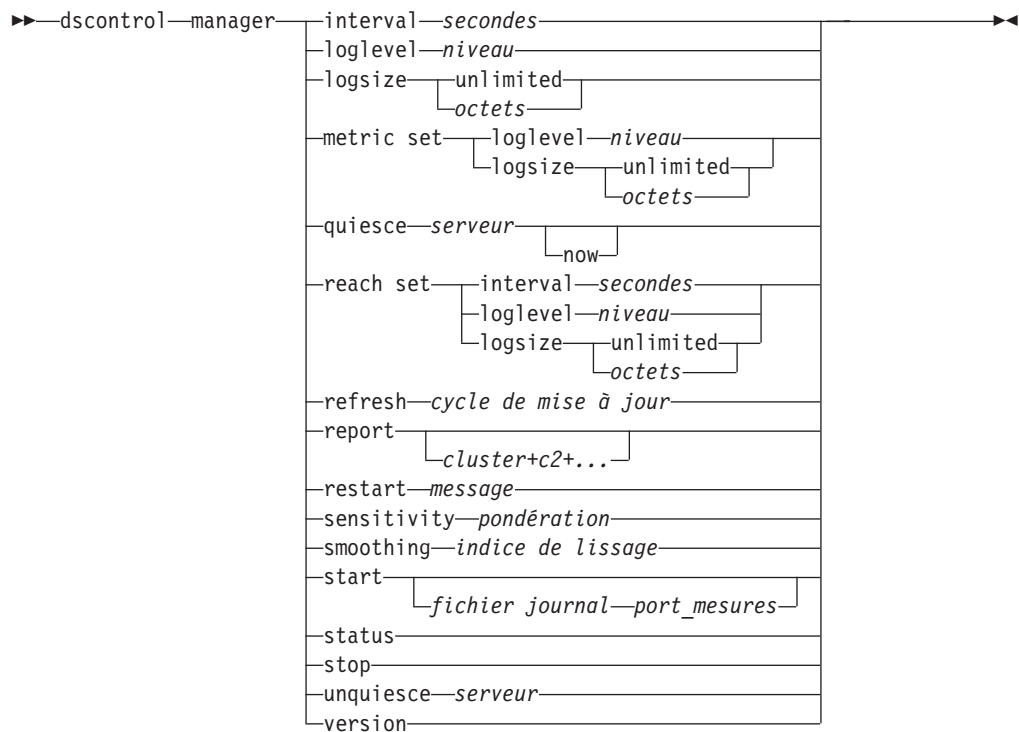 dscontrol manager interval secondes
loglevel niveau
logsize unlimited
octets
metric set loglevel niveau
logsize unlimited
octets
quiesce serveur
now
reach set interval secondes
loglevel niveau
logsize unlimited
octets
refresh cycle de mise à jour
report
cluster+c2+...
restart message
sensitivity pondération
smoothing indice de lissage
start
fichier journal port_mesures
status
stop
unquiesce serveur
version